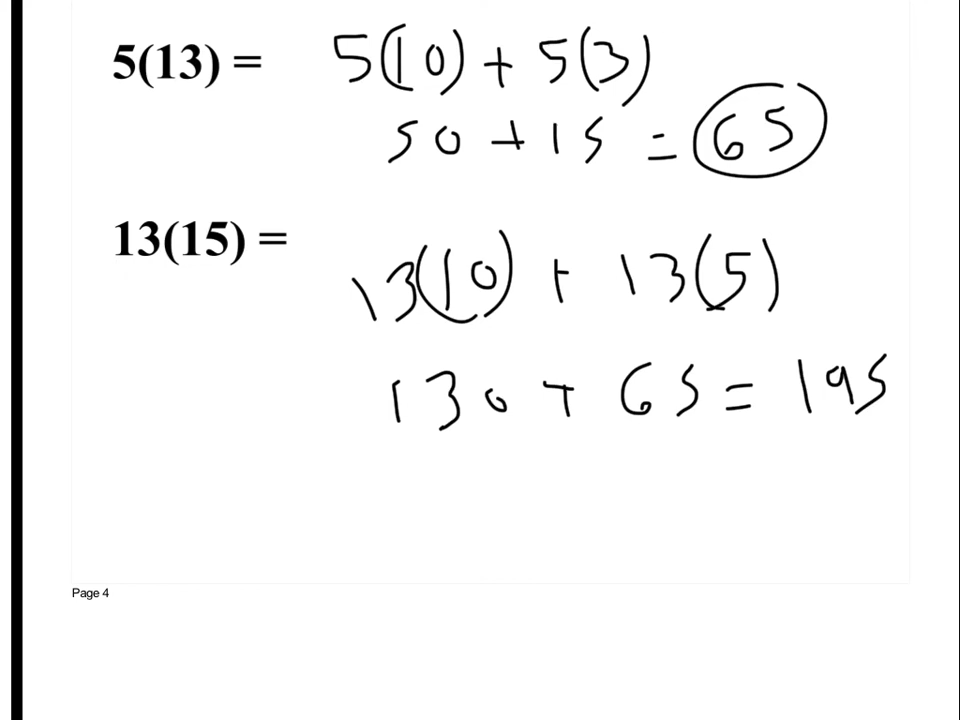 5(13) = 5(10) + 5(3)
50 + 15 = 65
13(15) =
13(10) + 13(5)
130 + 65 = 195
Page 4